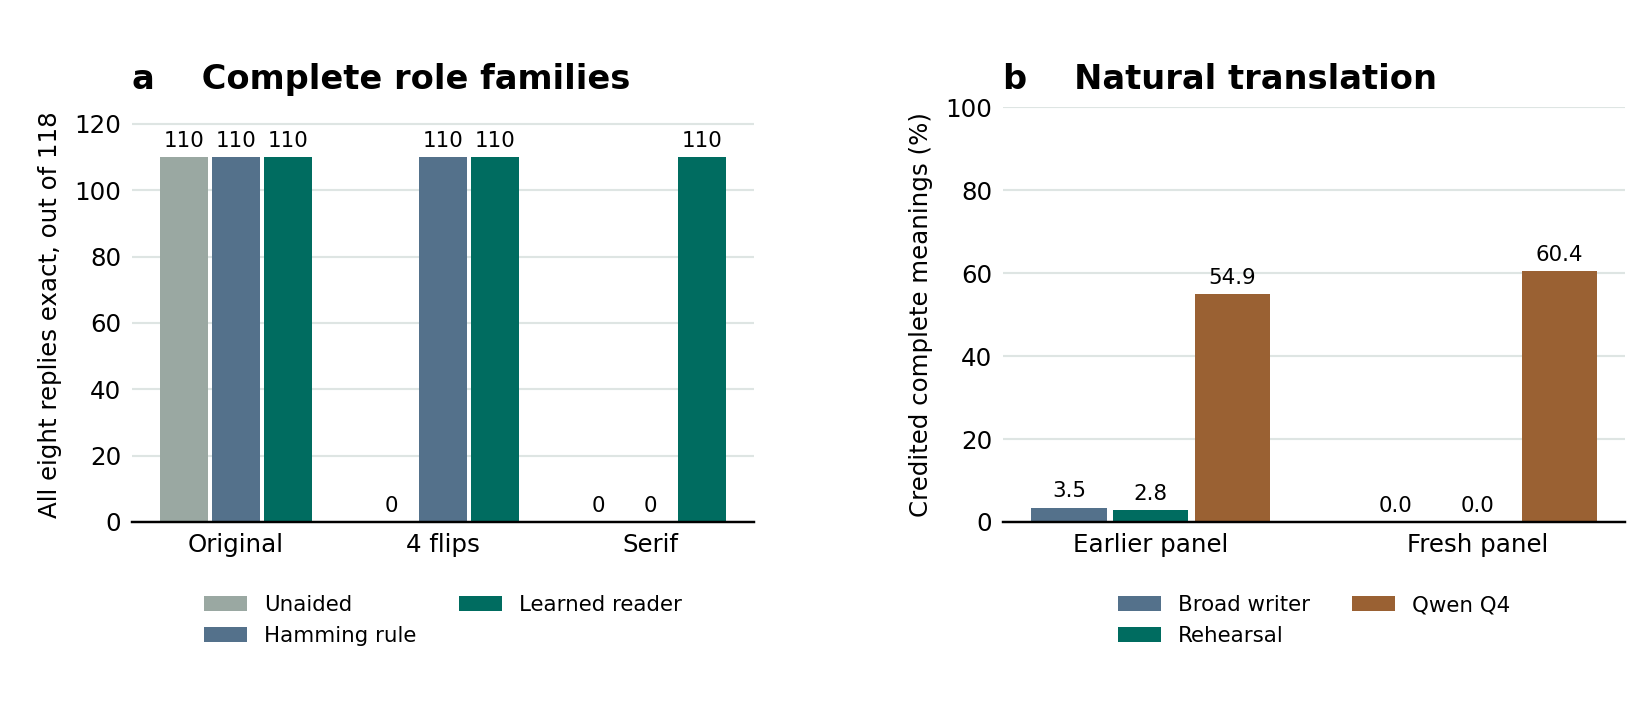 a Complete role families
All eight replies exact, out of 118
120
100
80
60
40
20
0
110 110 110
0 110 110
0 0 110
Original 4 flips Serif
Unaided
Hamming rule
Learned reader
b Natural translation
Credited complete meanings (%)
100
80
60
40
20
0
3.5 2.8 54.9
0.0 0.0 60.4
Earlier panel Fresh panel
Broad writer
Rehearsal
Qwen Q4